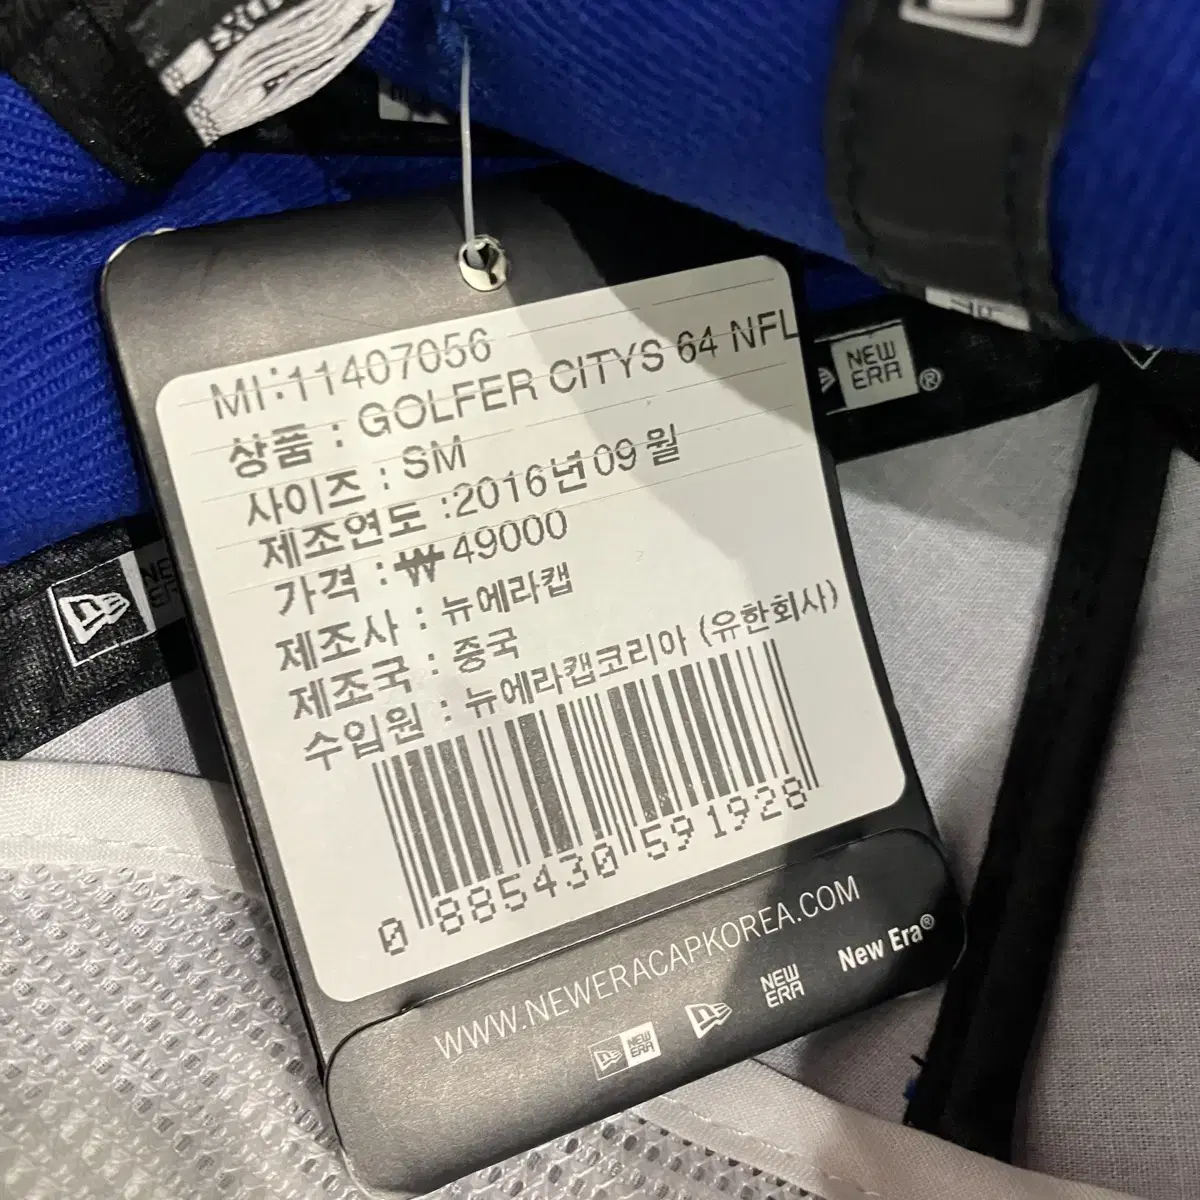 MI:11407056
상품 : GOLFER CITYS 64 NFL
사이즈 : SM
제조연도 :2016년09월
가격 : ₩49000
제조사 : 뉴에라캡
제조국 : 중국
수입원 : 뉴에라캡코리아 (유한회사)
0 885430 591928
WWW.NEWERACAPKOREA.COM
NEW ERA
NEW ERA
New Era®
NEW
ERA®